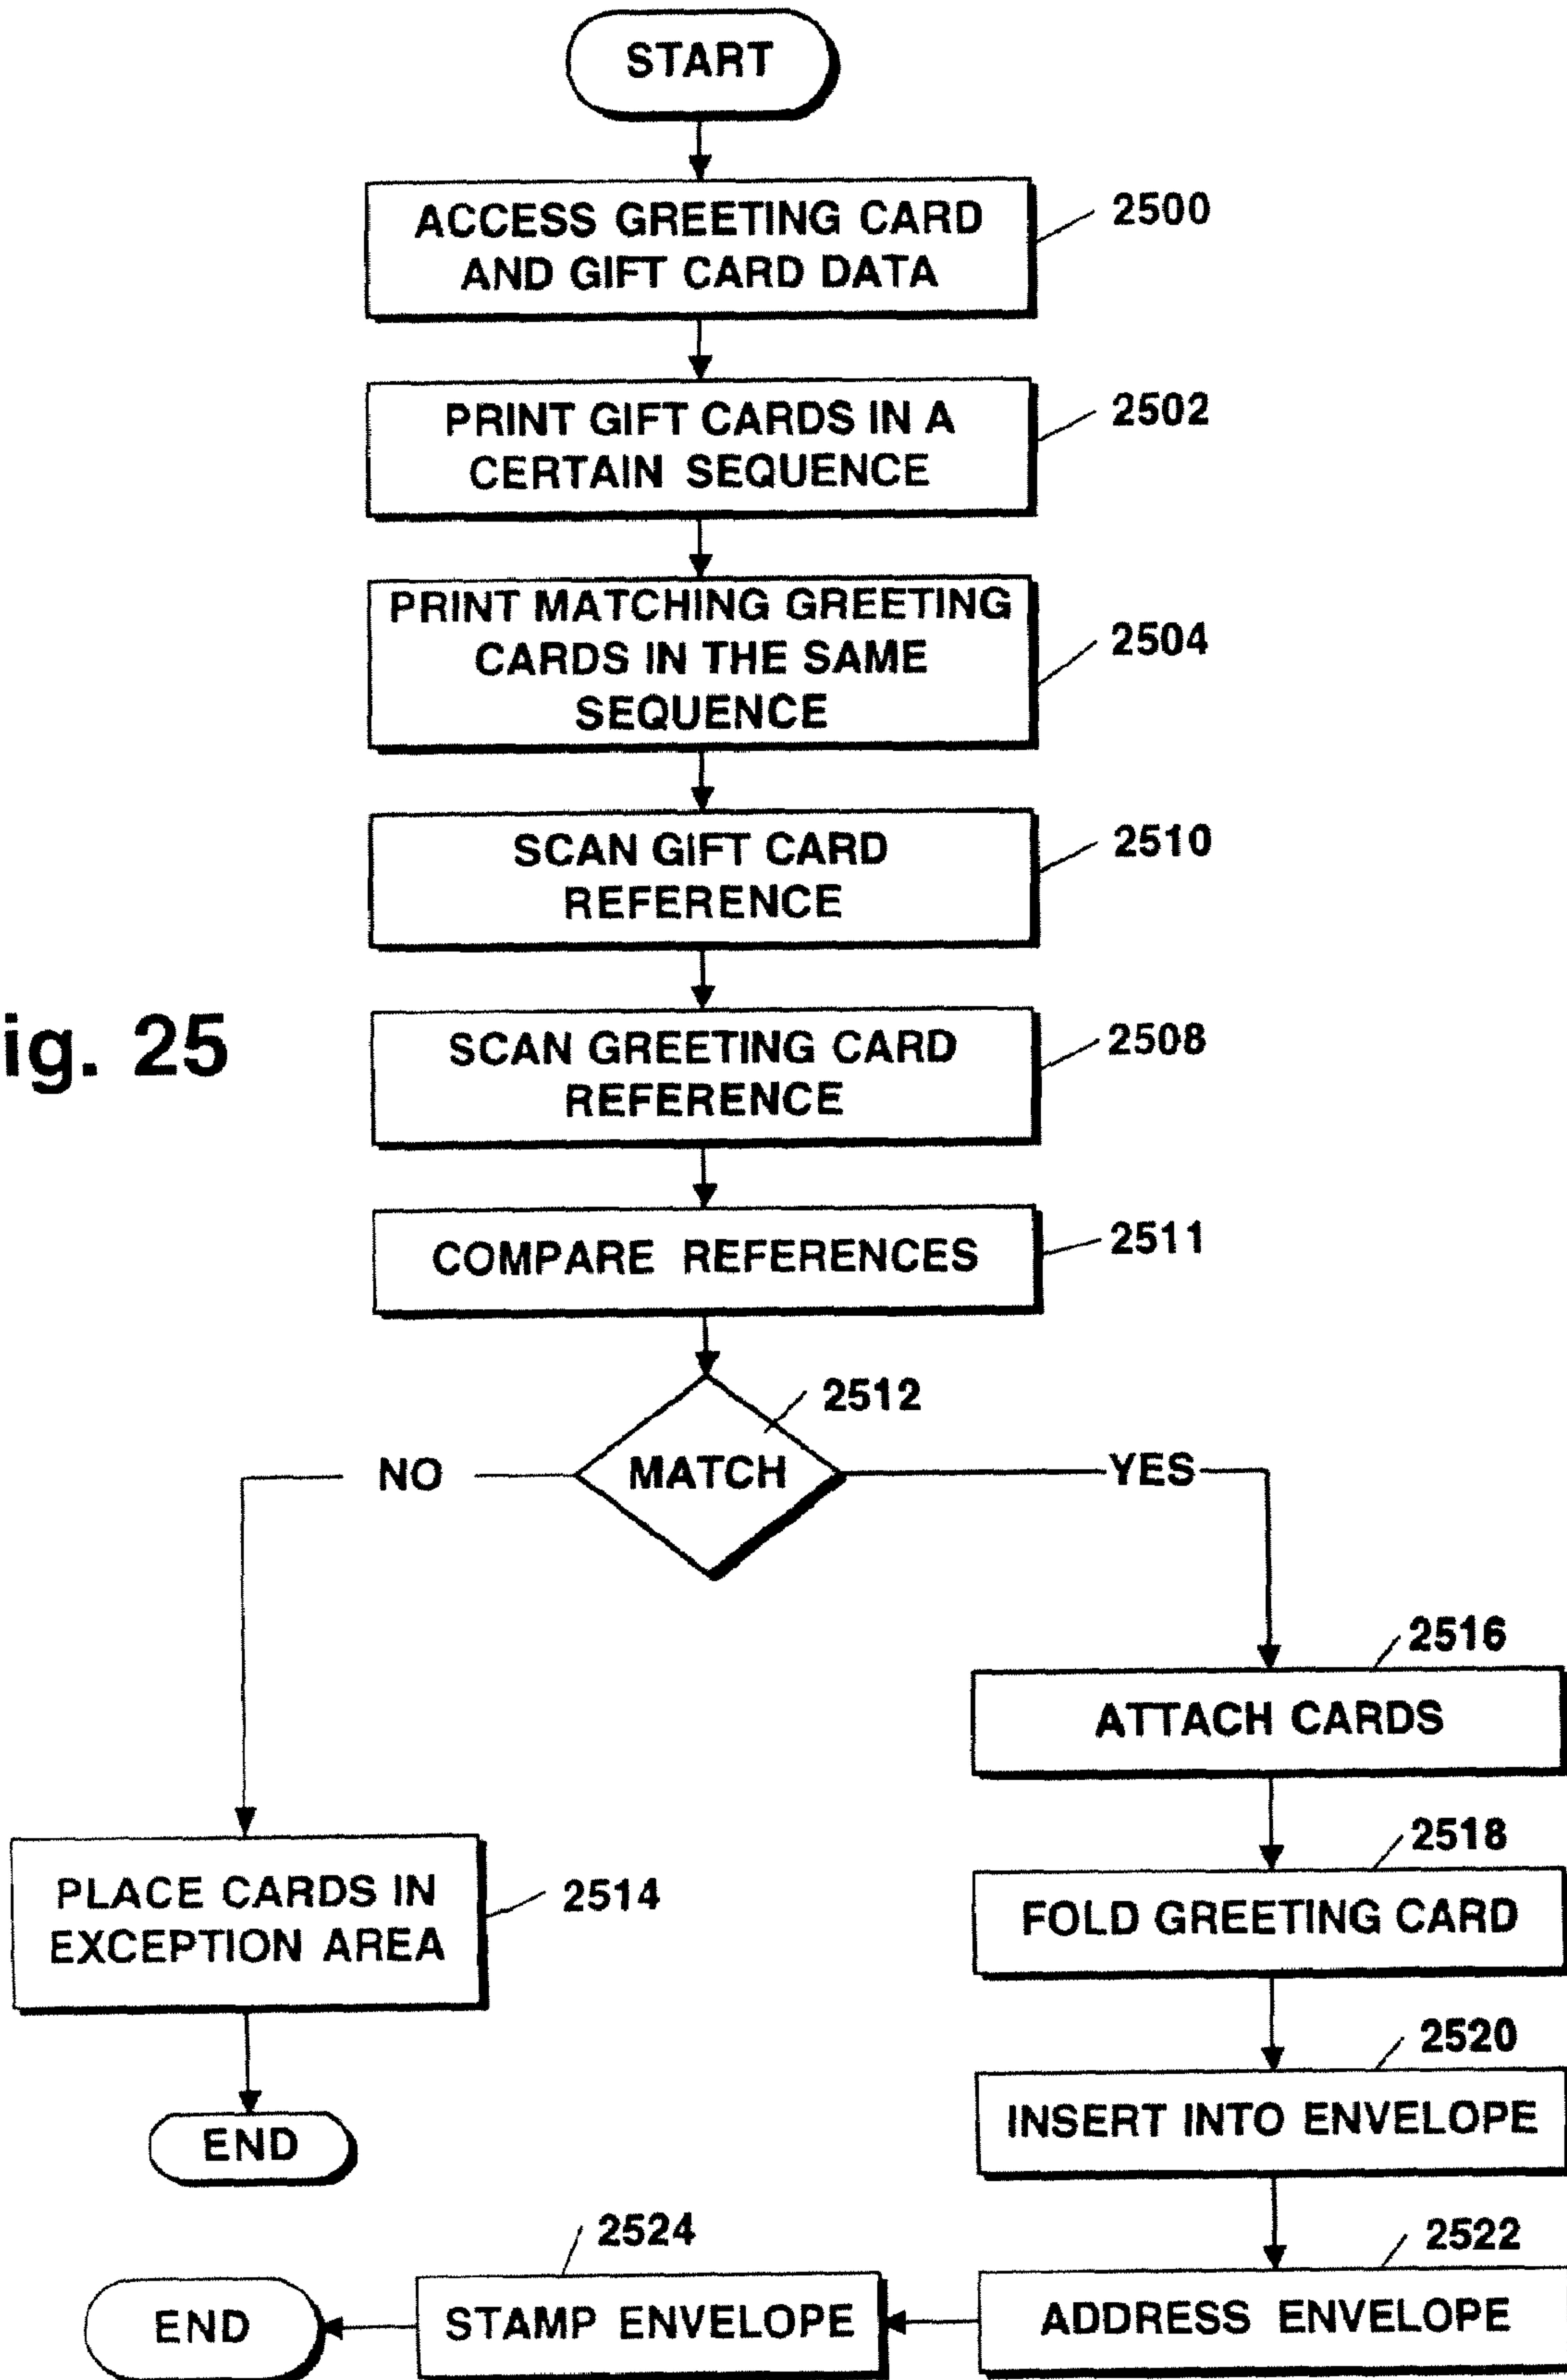 START
ACCESS GREETING CARD
AND GIFT CARD DATA
2500
PRINT GIFT CARDS IN A
CERTAIN SEQUENCE
2502
PRINT MATCHING GREETING
CARDS IN THE SAME
SEQUENCE
2504
SCAN GIFT CARD
REFERENCE
2510
ig. 25
SCAN GREETING CARD
REFERENCE
2508
COMPARE REFERENCES
2511
2512
NO
MATCH
YES
2516
ATTACH CARDS
2518
FOLD GREETING CARD
PLACE CARDS IN
EXCEPTION AREA
2514
2520
INSERT INTO ENVELOPE
END
2524
2522
END
STAMP ENVELOPE
ADDRESS ENVELOPE